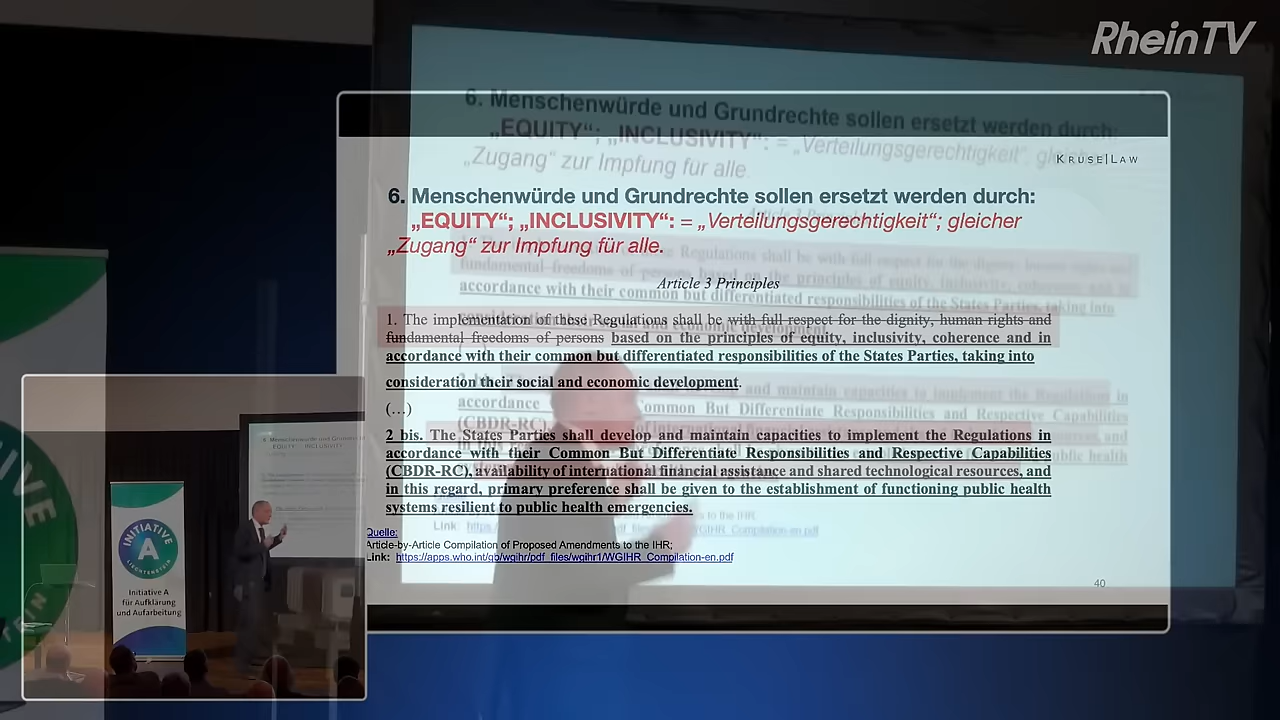 RheinTV
KRUSE|LAW
6. Menschenwürde und Grundrechte sollen ersetzt werden durch:
„EQUITY“; „INCLUSIVITY“: = „Verteilungsgerechtigkeit“; gleicher
„Zugang“ zur Impfung für alle.
Article 3 Principles
1. The implementation of these Regulations shall be with full respect for the dignity, human rights and
fundamental freedoms of persons based on the principles of equity, inclusivity, coherence and in
accordance with their common but differentiated responsibilities of the States Parties, taking into
consideration their social and economic development.
(…)
2 bis. The States Parties shall develop and maintain capacities to implement the Regulations in
accordance with their Common But Differentiate Responsibilities and Respective Capabilities
(CBDR-RC), availability of international financial assistance and shared technological resources, and
in this regard, primary preference shall be given to the establishment of functioning public health
systems resilient to public health emergencies.
Quelle:
Article-by-Article Compilation of Proposed Amendments to the IHR;
Link: https://apps.who.int/gb/wgihr/pdf_files/wgihr1/WGIHR_Compilation-en.pdf
40
6. Menschenwürde und Grundrechte sollen ersetzt werden durch:
„EQUITY“; „INCLUSIVITY“: = „Verteilungsgerechtigkeit“;
„Zugang“ zur Impfung für alle.
INITIATIVE
A
LIECHTENSTEIN
Initiative A
für Aufklärung
und Aufarbeitung